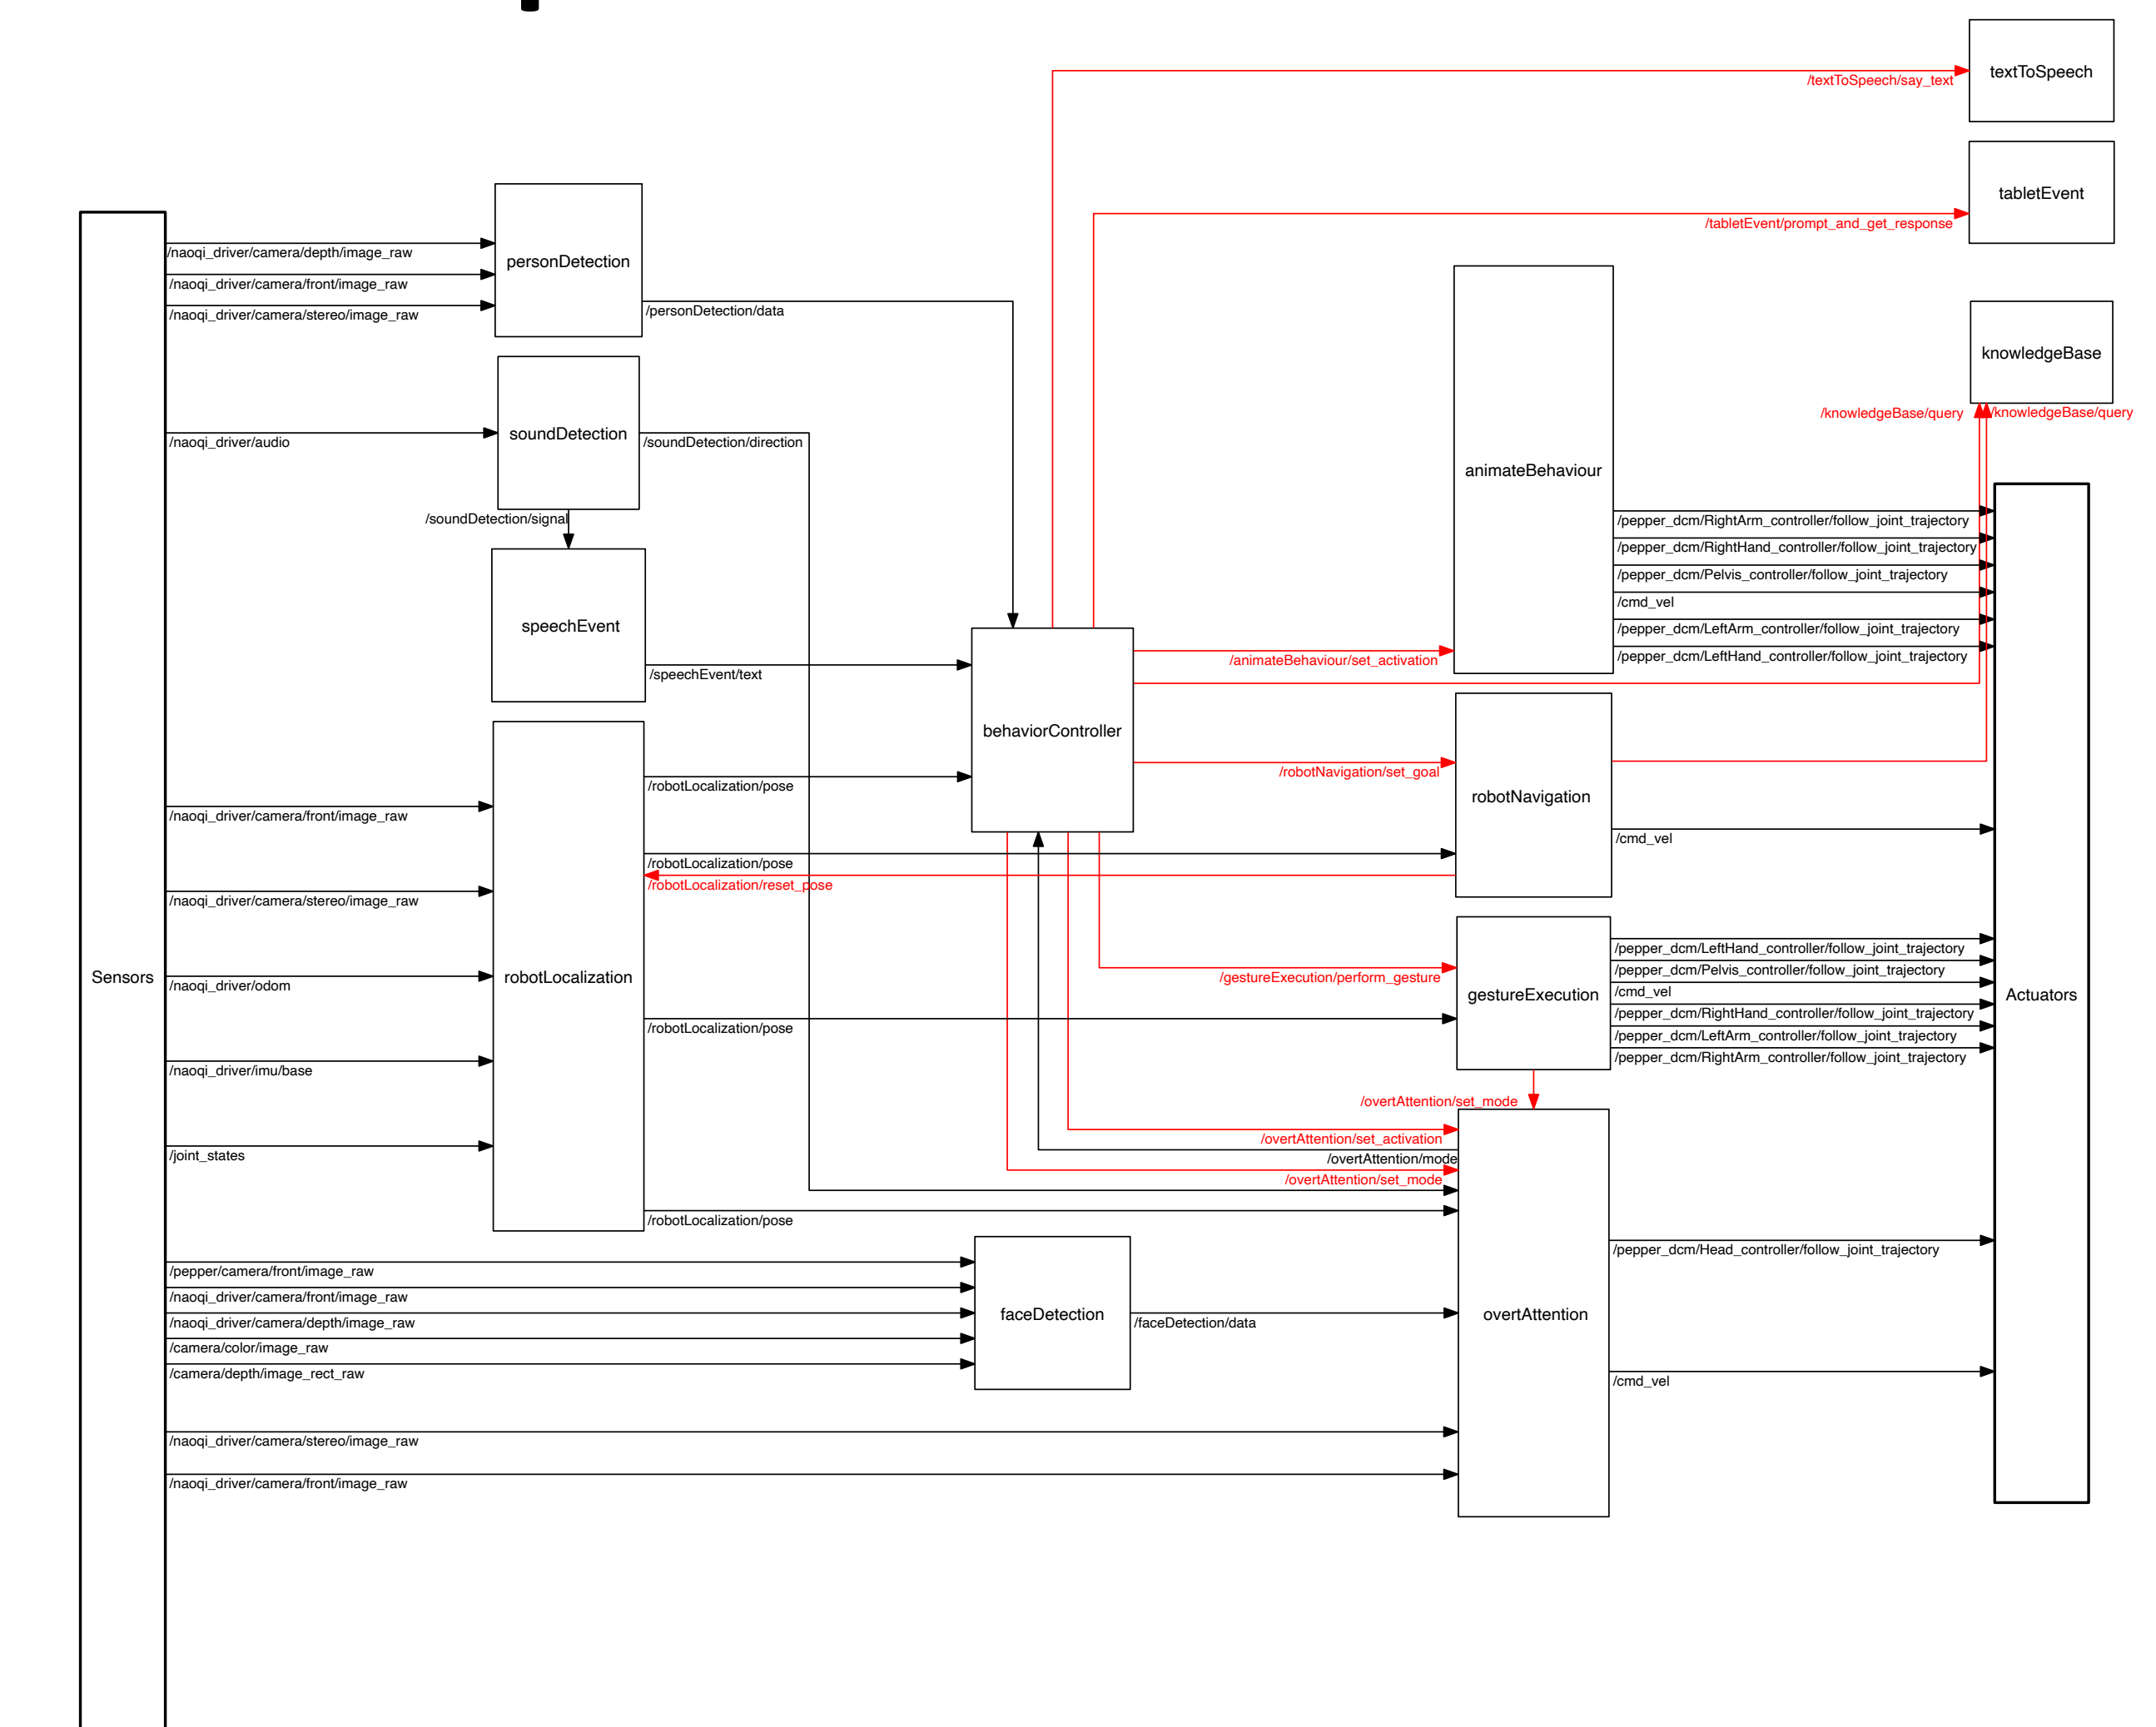 textToSpeech
/textToSpeech/say_text
tabletEvent
/tabletEvent/prompt_and_get_response
personDetection
/naoqi_driver/camera/depth/image_raw
/naoqi_driver/camera/front/image_raw
/naoqi_driver/camera/stereo/image_raw
/personDetection/data
knowledgeBase
/knowledgeBase/query
/knowledgeBase/query
soundDetection
/naoqi_driver/audio
/soundDetection/direction
/soundDetection/signal
animateBehaviour
/pepper_dcm/RightArm_controller/follow_joint_trajectory
/pepper_dcm/RightHand_controller/follow_joint_trajectory
/pepper_dcm/Pelvis_controller/follow_joint_trajectory
/cmd_vel
/pepper_dcm/LeftArm_controller/follow_joint_trajectory
/pepper_dcm/LeftHand_controller/follow_joint_trajectory
speechEvent
/speechEvent/text
/animateBehaviour/set_activation
behaviorController
/robotLocalization/pose
/robotNavigation/set_goal
robotNavigation
/cmd_vel
/naoqi_driver/camera/front/image_raw
/robotLocalization/pose
/robotLocalization/reset_pose
/naoqi_driver/camera/stereo/image_raw
Sensors
robotLocalization
/naoqi_driver/odom
/gestureExecution/perform_gesture
gestureExecution
/pepper_dcm/LeftHand_controller/follow_joint_trajectory
/pepper_dcm/Pelvis_controller/follow_joint_trajectory
/cmd_vel
/pepper_dcm/RightHand_controller/follow_joint_trajectory
/pepper_dcm/LeftArm_controller/follow_joint_trajectory
/pepper_dcm/RightArm_controller/follow_joint_trajectory
Actuators
/robotLocalization/pose
/naoqi_driver/imu/base
/overtAttention/set_mode
/overtAttention/set_activation
/joint_states
/overtAttention/mode
/overtAttention/set_mode
/robotLocalization/pose
/pepper_dcm/Head_controller/follow_joint_trajectory
/pepper/camera/front/image_raw
/naoqi_driver/camera/front/image_raw
/naoqi_driver/camera/depth/image_raw
/camera/color/image_raw
/camera/depth/image_rect_raw
faceDetection
/faceDetection/data
overtAttention
/cmd_vel
/naoqi_driver/camera/stereo/image_raw
/naoqi_driver/camera/front/image_raw